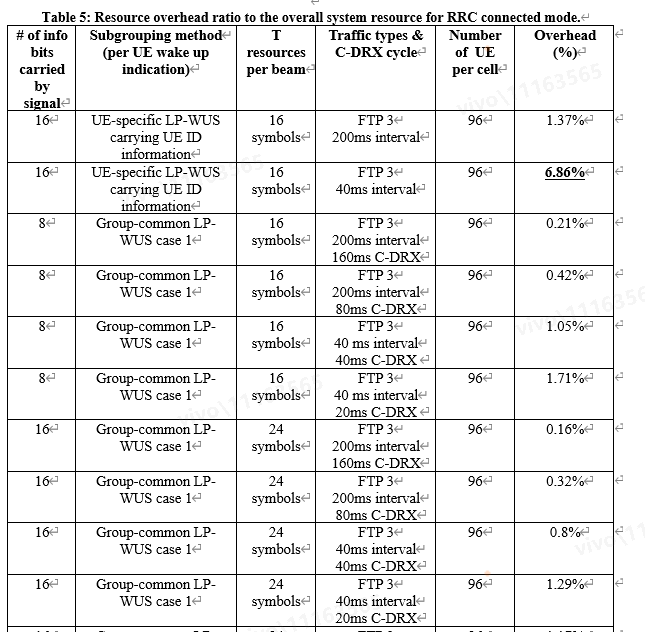 Table 5: Resource overhead ratio to the overall system resource for RRC connected mode.
# of info bits carried by signal | Subgrouping method (per UE wake up indication) | T resources per beam | Traffic types & C-DRX cycle | Number of UE per cell | Overhead (%)
16 | UE-specific LP-WUS carrying UE ID information | 16 symbols | FTP 3 200ms interval | 96 | 1.37%
16 | UE-specific LP-WUS carrying UE ID information | 16 symbols | FTP 3 40ms interval | 96 | 6.86%
8 | Group-common LP-WUS case 1 | 16 symbols | FTP 3 200ms interval 160ms C-DRX | 96 | 0.21%
8 | Group-common LP-WUS case 1 | 16 symbols | FTP 3 200ms interval 80ms C-DRX | 96 | 0.42%
8 | Group-common LP-WUS case 1 | 16 symbols | FTP 3 40 ms interval 40ms C-DRX | 96 | 1.05%
8 | Group-common LP-WUS case 1 | 16 symbols | FTP 3 40 ms interval 20ms C-DRX | 96 | 1.71%
16 | Group-common LP-WUS case 1 | 24 symbols | FTP 3 200ms interval 160ms C-DRX | 96 | 0.16%
16 | Group-common LP-WUS case 1 | 24 symbols | FTP 3 200ms interval 80ms C-DRX | 96 | 0.32%
16 | Group-common LP-WUS case 1 | 24 symbols | FTP 3 40ms interval 40ms C-DRX | 96 | 0.8%
16 | Group-common LP-WUS case 1 | 24 symbols | FTP 3 40ms interval 20ms C-DRX | 96 | 1.29%
vivo\11163565